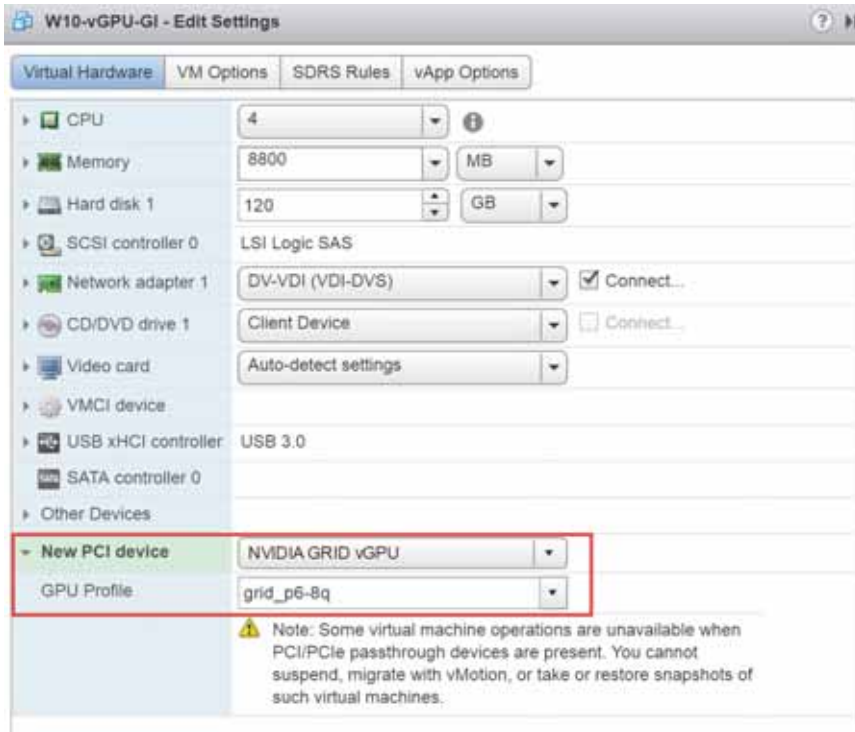 W10-vGPU-GI - Edit Settings
Virtual Hardware VM Options SDRS Rules vApp Options
CPU 4
Memory 8800 MB
Hard disk 1 120 GB
SCSI controller 0 LSI Logic SAS
Network adapter 1 DV-VDI (VDI-DVS) Connect...
CD/DVD drive 1 Client Device Connect...
Video card Auto-detect settings
VMCI device
USB xHCI controller USB 3.0
SATA controller 0
Other Devices
New PCI device NVIDIA GRID vGPU
GPU Profile grid_p6-8q
Note: Some virtual machine operations are unavailable when
PCI/PCIe passthrough devices are present. You cannot
suspend, migrate with vMotion, or take or restore snapshots of
such virtual machines.